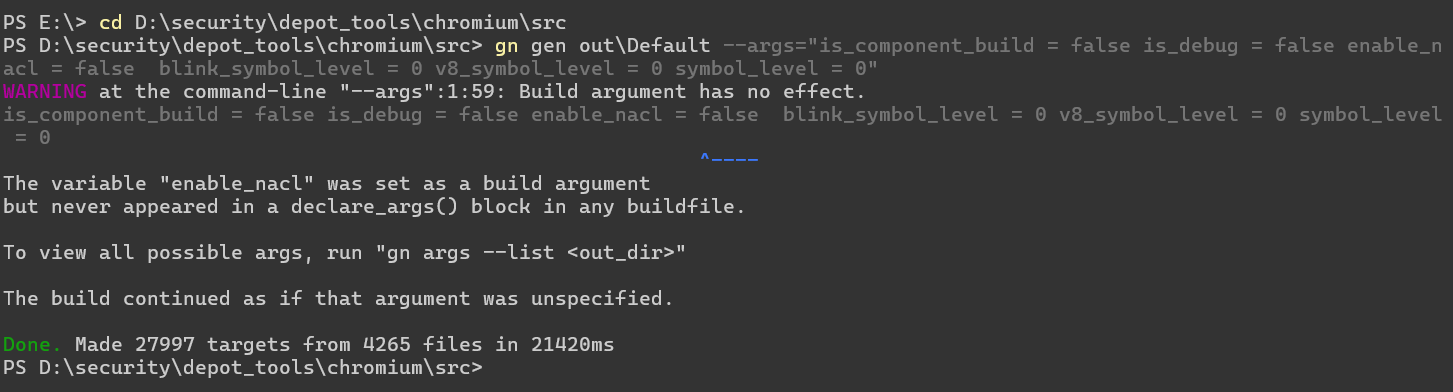 PS E:\> cd D:\security\depot_tools\chromium\src
PS D:\security\depot_tools\chromium\src> gn gen out\Default --args="is_component_build = false is_debug = false enable_n
acl = false  blink_symbol_level = 0 v8_symbol_level = 0 symbol_level = 0"
WARNING at the command-line "--args":1:59: Build argument has no effect.
is_component_build = false is_debug = false enable_nacl = false  blink_symbol_level = 0 v8_symbol_level = 0 symbol_level
 = 0
                                                          ^----
The variable "enable_nacl" was set as a build argument
but never appeared in a declare_args() block in any buildfile.

To view all possible args, run "gn args --list <out_dir>"

The build continued as if that argument was unspecified.

Done. Made 27997 targets from 4265 files in 21420ms
PS D:\security\depot_tools\chromium\src>